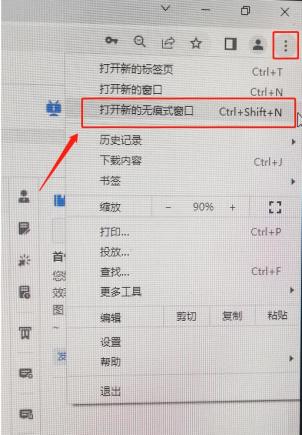 打开新的标签页 Ctrl+T
打开新的窗口 Ctrl+N
打开新的无痕式窗口 Ctrl+Shift+N
历史记录
下载内容 Ctrl+J
书签
缩放 - 90% +
打印... Ctrl+P
投放...
查找... Ctrl+F
更多工具
编辑 剪切 复制 粘贴
设置
帮助
退出
首
您
效
图
~
发